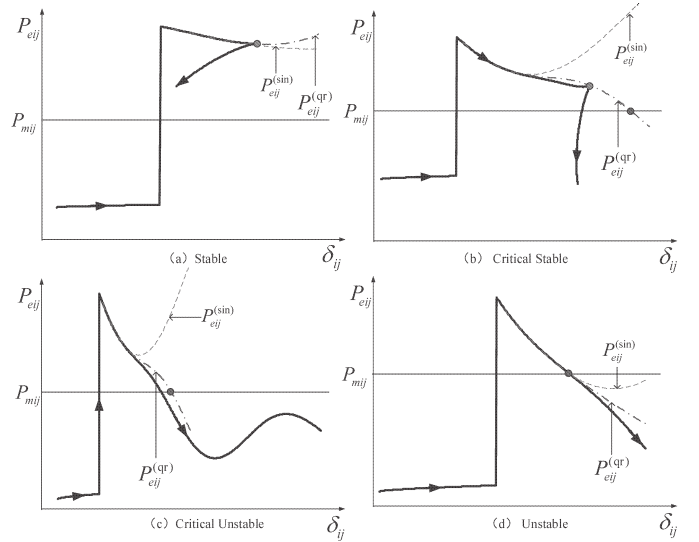 P_eij
P_eij^(sin)
P_eij^(qr)
P_mij
(a) Stable
δ_ij
P_eij
P_eij^(sin)
P_mij
P_eij^(qr)
(b) Critical Stable
δ_ij
P_eij
P_eij^(sin)
P_mij
P_eij^(qr)
(c) Critical Unstable
δ_ij
P_eij
P_eij^(sin)
P_mij
P_eij^(qr)
(d) Unstable
δ_ij